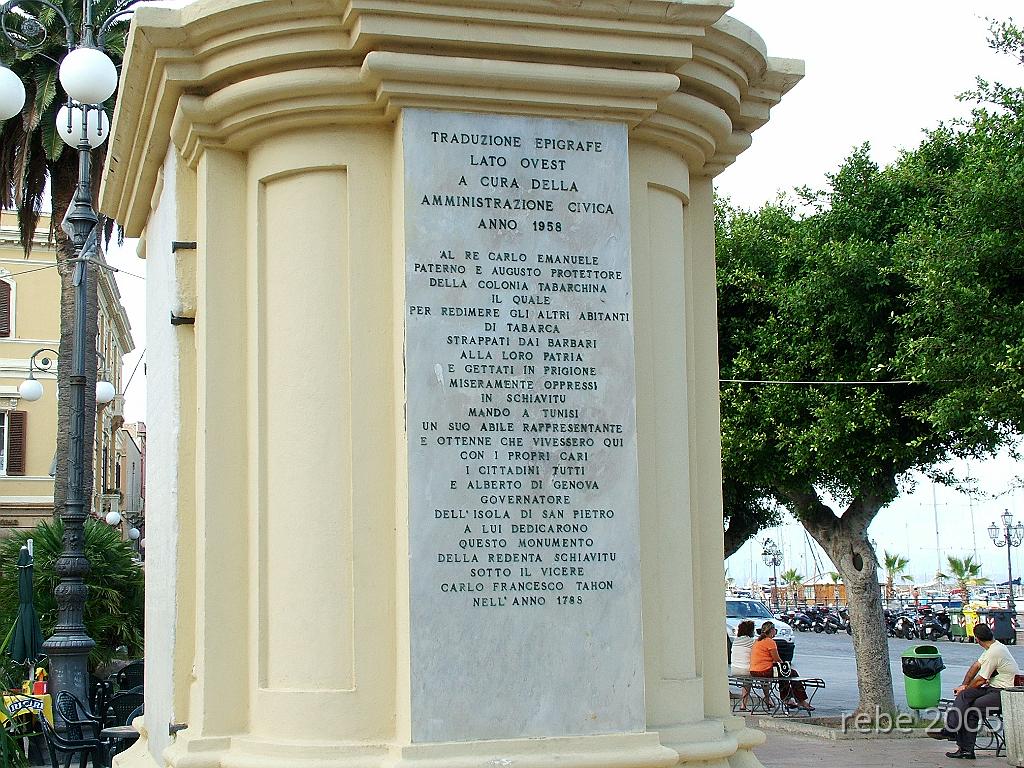 TRADUZIONE EPIGRAFE
LATO OVEST
A CURA DELLA
AMMINISTRAZIONE CIVICA
ANNO 1958
AL RE CARLO EMANUELE
PATERNO E AUGUSTO PROTETTORE
DELLA COLONIA TABARCHINA
IL QUALE
PER REDIMERE GLI ALTRI ABITANTI
DI TABARCA
STRAPPATI DAI BARBARI
ALLA LORO PATRIA
E GETTATI IN PRIGIONE
MISERAMENTE OPPRESSI
IN SCHIAVITU
MANDO A TUNISI
UN SUO ABILE RAPPRESENTANTE
E OTTENNE CHE VIVESSERO QUI
CON I PROPRI CARI
I CITTADINI TUTTI
E ALBERTO DI GENOVA
GOVERNATORE
DELL'ISOLA DI SAN PIETRO
A LUI DEDICARONO
QUESTO MONUMENTO
DELLA REDENTA SCHIAVITU
SOTTO IL VICERE
CARLO FRANCESCO TAHON
NELL'ANNO 1788
rebe 2005